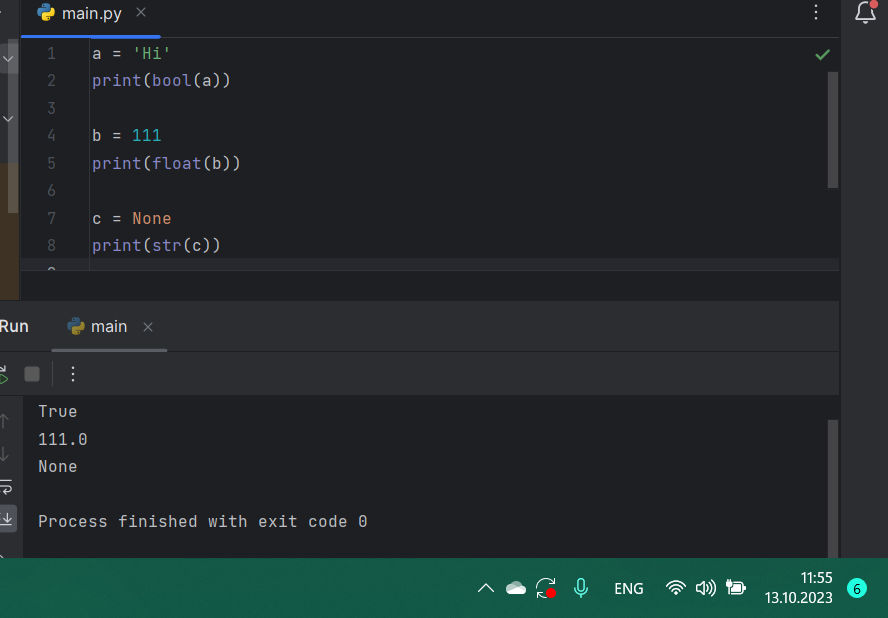 main.py
1 a = 'Hi'
2 print(bool(a))
3
4 b = 111
5 print(float(b))
6
7 c = None
8 print(str(c))
Run main
True
111.0
None
Process finished with exit code 0
ENG
11:55
13.10.2023
6